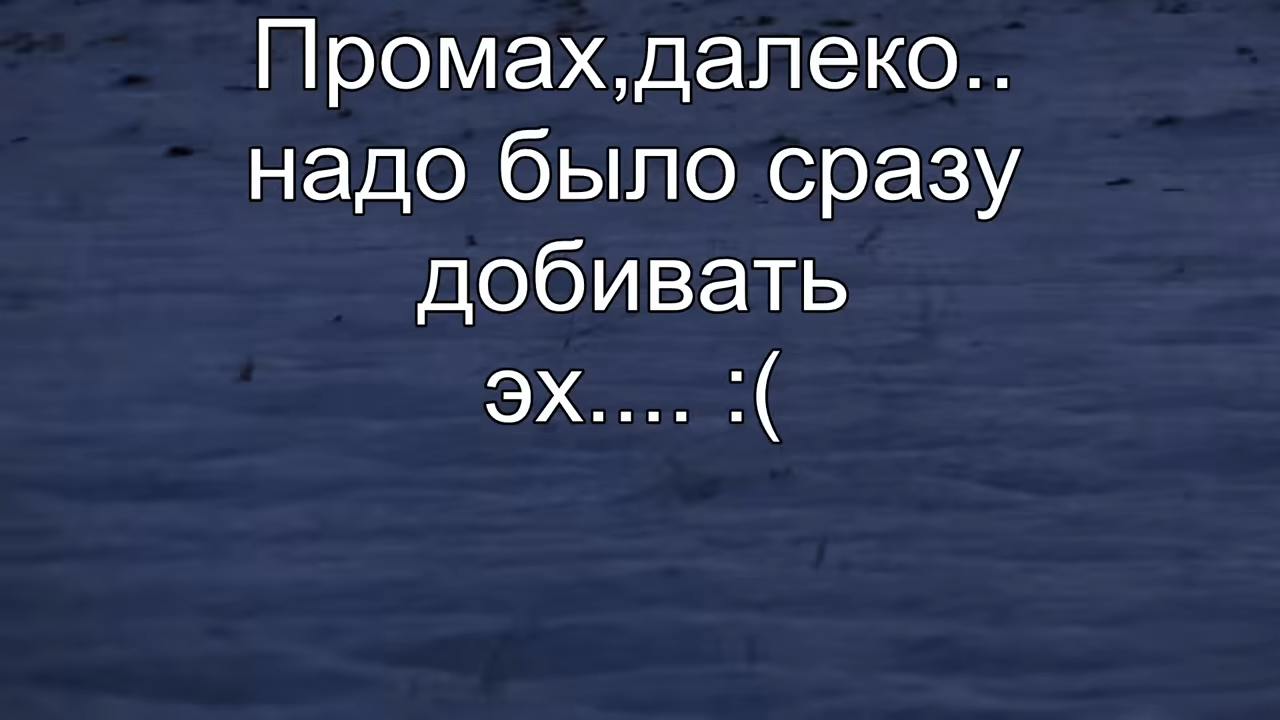 Промах,далеко..
надо было сразу
добивать
эх.... :(